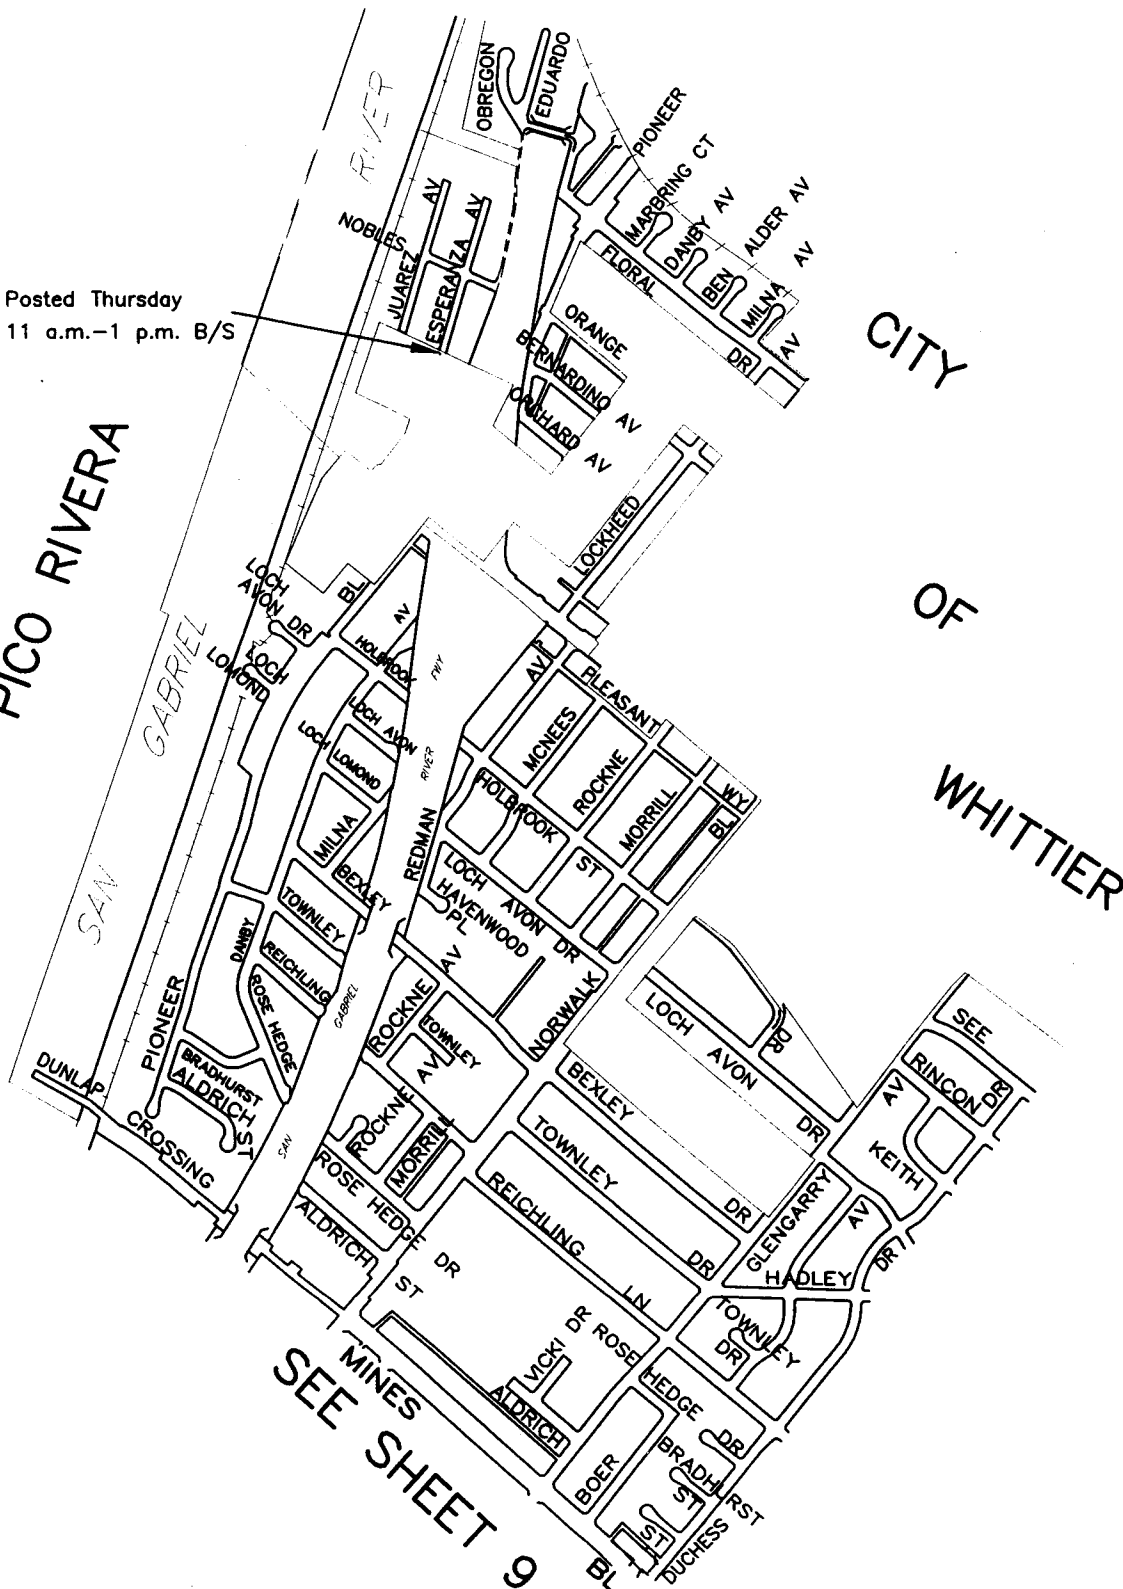 OBREGON
EDUARDO
RIVER
PIONEER
MARBRING CT
DANBY AV
BEN ALDER AV
MILNA AV
AV
AV
AV
NOBLES
JUAREZ
ESPERANZA
FLORAL DR
Posted Thursday
11 a.m.-1 p.m. B/S
ORANGE
BERNARDINO AV
ORCHARD AV
CITY
OF
WHITTIER
PICO RIVERA
LOCKHEED
LOCH
AVON DR
BL
AV
HOLBROOK
LOCH
LOMOND
GABRIEL
SAN
LOCH AVON
LOCH LOMOND
FWY
RIVER
GABRIEL
SAN
AV
PLEASANT
WY
MCNEES
ROCKNE
MORRILL
BL
HOLBROOK ST
REDMAN
MILNA
BEXLEY
TOWNLEY
DANBY
REICHLING
ROSE HEDGE
LOCH AVON DR
HAVENWOOD
PL
AV
NORWALK
ROCKNE
TOWNLEY
AV
PIONEER
BRADHURST
ALDRICH
ST
DUNLAP
CROSSING
ROCKNE
MORRILL
ROSE HEDGE DR
ALDRICH
ST
LOCH AVON DR
DR
BEXLEY DR
TOWNLEY DR
REICHLING LN
SEE
RINCON DR
AV
KEITH
GLENGARRY
AV
HADLEY
DR
TOWNLEY
DR
VICKI DR
ROSE
HEDGE
DR
ALDRICH
BOER
BRADHURST
ST
ST
DUCHESS
MINES
BL
SEE SHEET 9